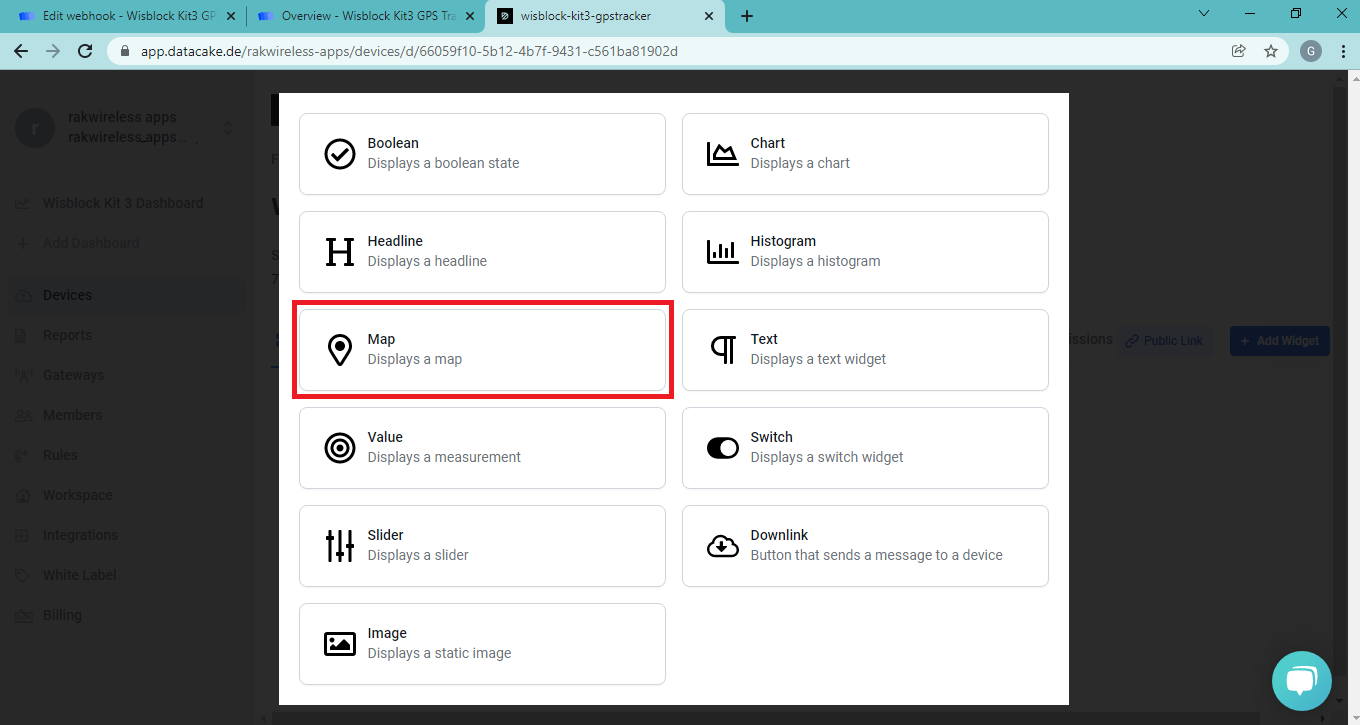 Edit webhook - Wisblock Kit3 GP
Overview - Wisblock Kit3 GPS Tra
wisblock-kit3-gpstracker
app.datacake.de/rakwireless-apps/devices/d/66059f10-5b12-4b7f-9431-c561ba81902d
G
r
rakwireless apps
rakwireless_apps...
Wisblock Kit 3 Dashboard
Add Dashboard
Devices
Reports
Gateways
Members
Rules
Workspace
Integrations
White Label
Billing
Boolean
Displays a boolean state
Chart
Displays a chart
Headline
Displays a headline
Histogram
Displays a histogram
Map
Displays a map
Text
Displays a text widget
Value
Displays a measurement
Switch
Displays a switch widget
Slider
Displays a slider
Downlink
Button that sends a message to a device
Image
Displays a static image
issions
Public Link
+ Add Widget